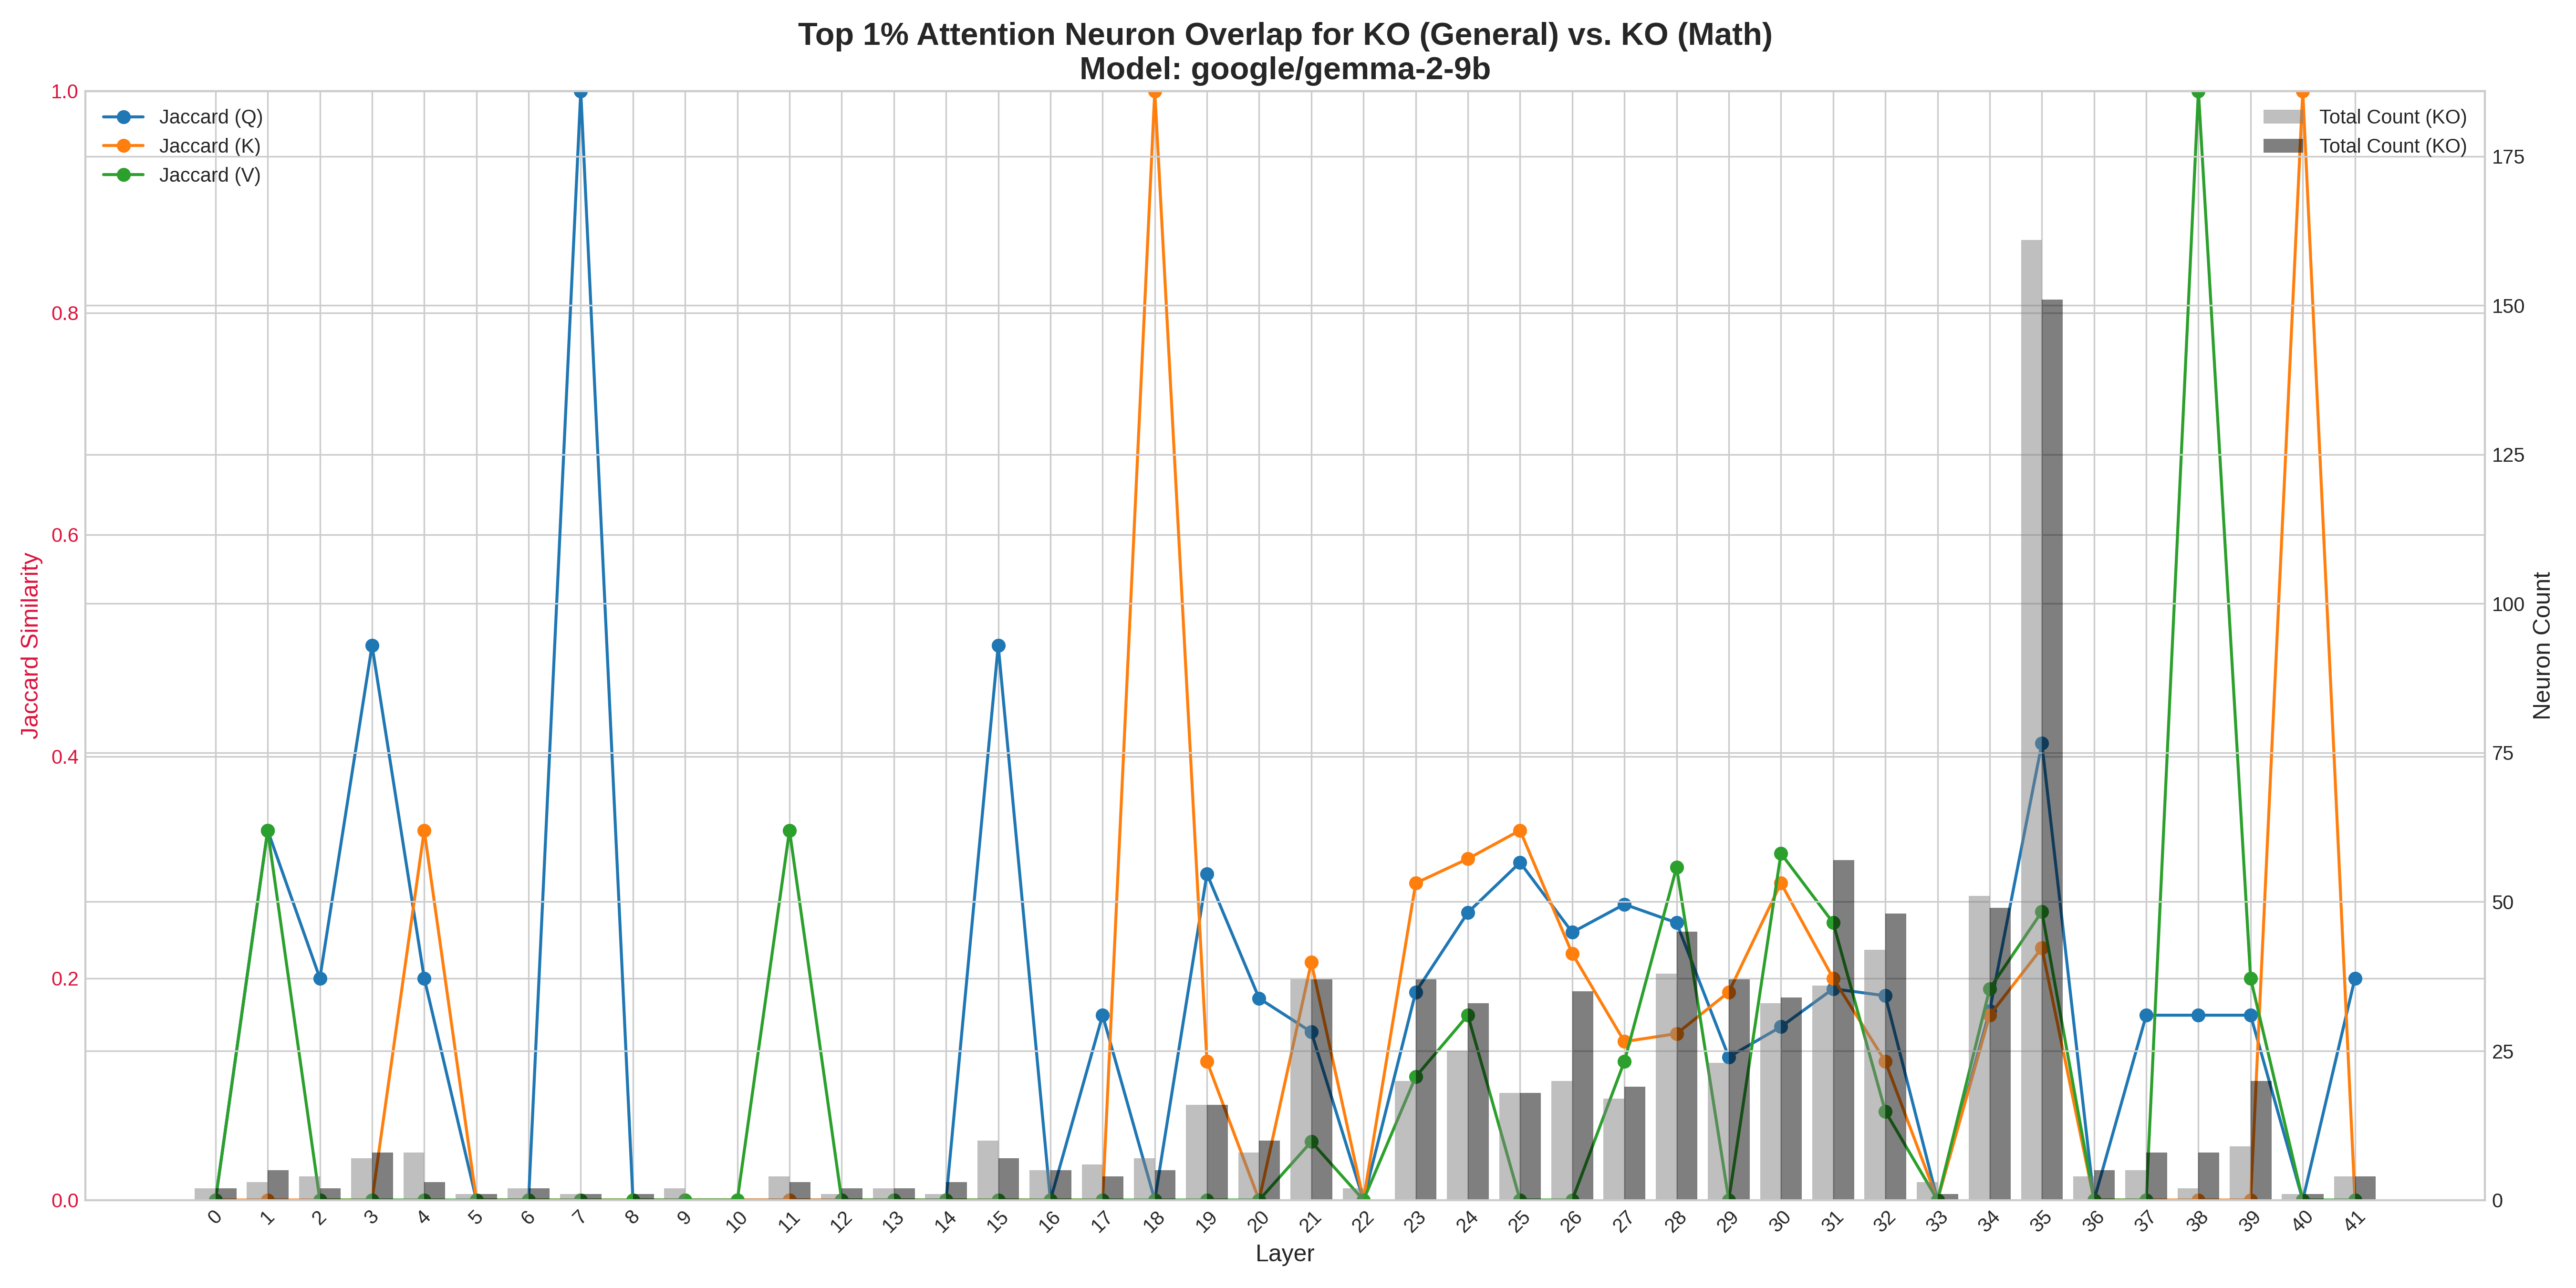 Top 1% Attention Neuron Overlap for KO (General) vs. KO (Math)
Model: google/gemma-2-9b
Jaccard (Q)
Jaccard (K)
Jaccard (V)
Total Count (KO)
Total Count (KO)
Jaccard Similarity
1.0
0.8
0.6
0.4
0.2
0.0
Neuron Count
175
150
125
100
75
50
25
0
0 1 2 3 4 5 6 7 8 9 10 11 12 13 14 15 16 17 18 19 20 21 22 23 24 25 26 27 28 29 30 31 32 33 34 35 36 37 38 39 40 41
Layer